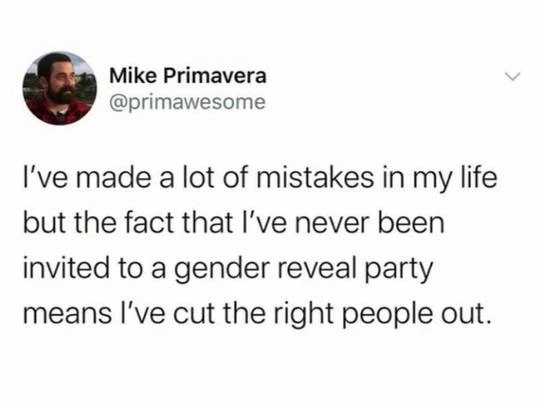 Mike Primavera
@primawesome
I've made a lot of mistakes in my life
but the fact that I've never been
invited to a gender reveal party
means I've cut the right people out.